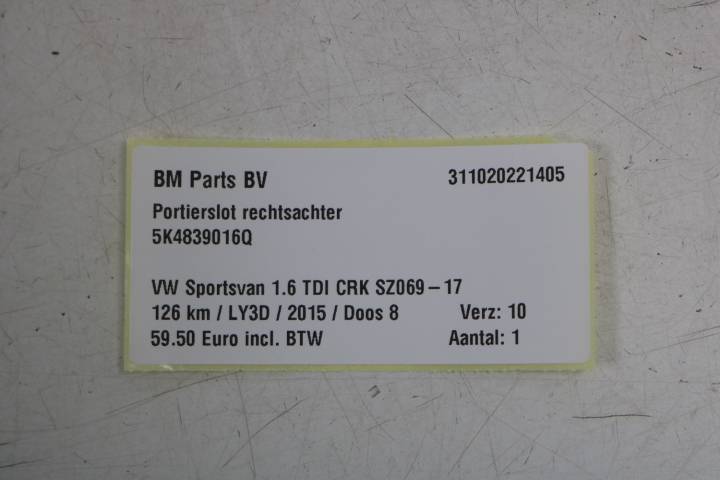 BM Parts BV 311020221405
Portierslot rechtsachter
5K4839016Q
VW Sportsvan 1.6 TDI CRK SZ069-17
126 km / LY3D / 2015 / Doos 8 Verz: 10
59.50 Euro incl. BTW Aantal: 1